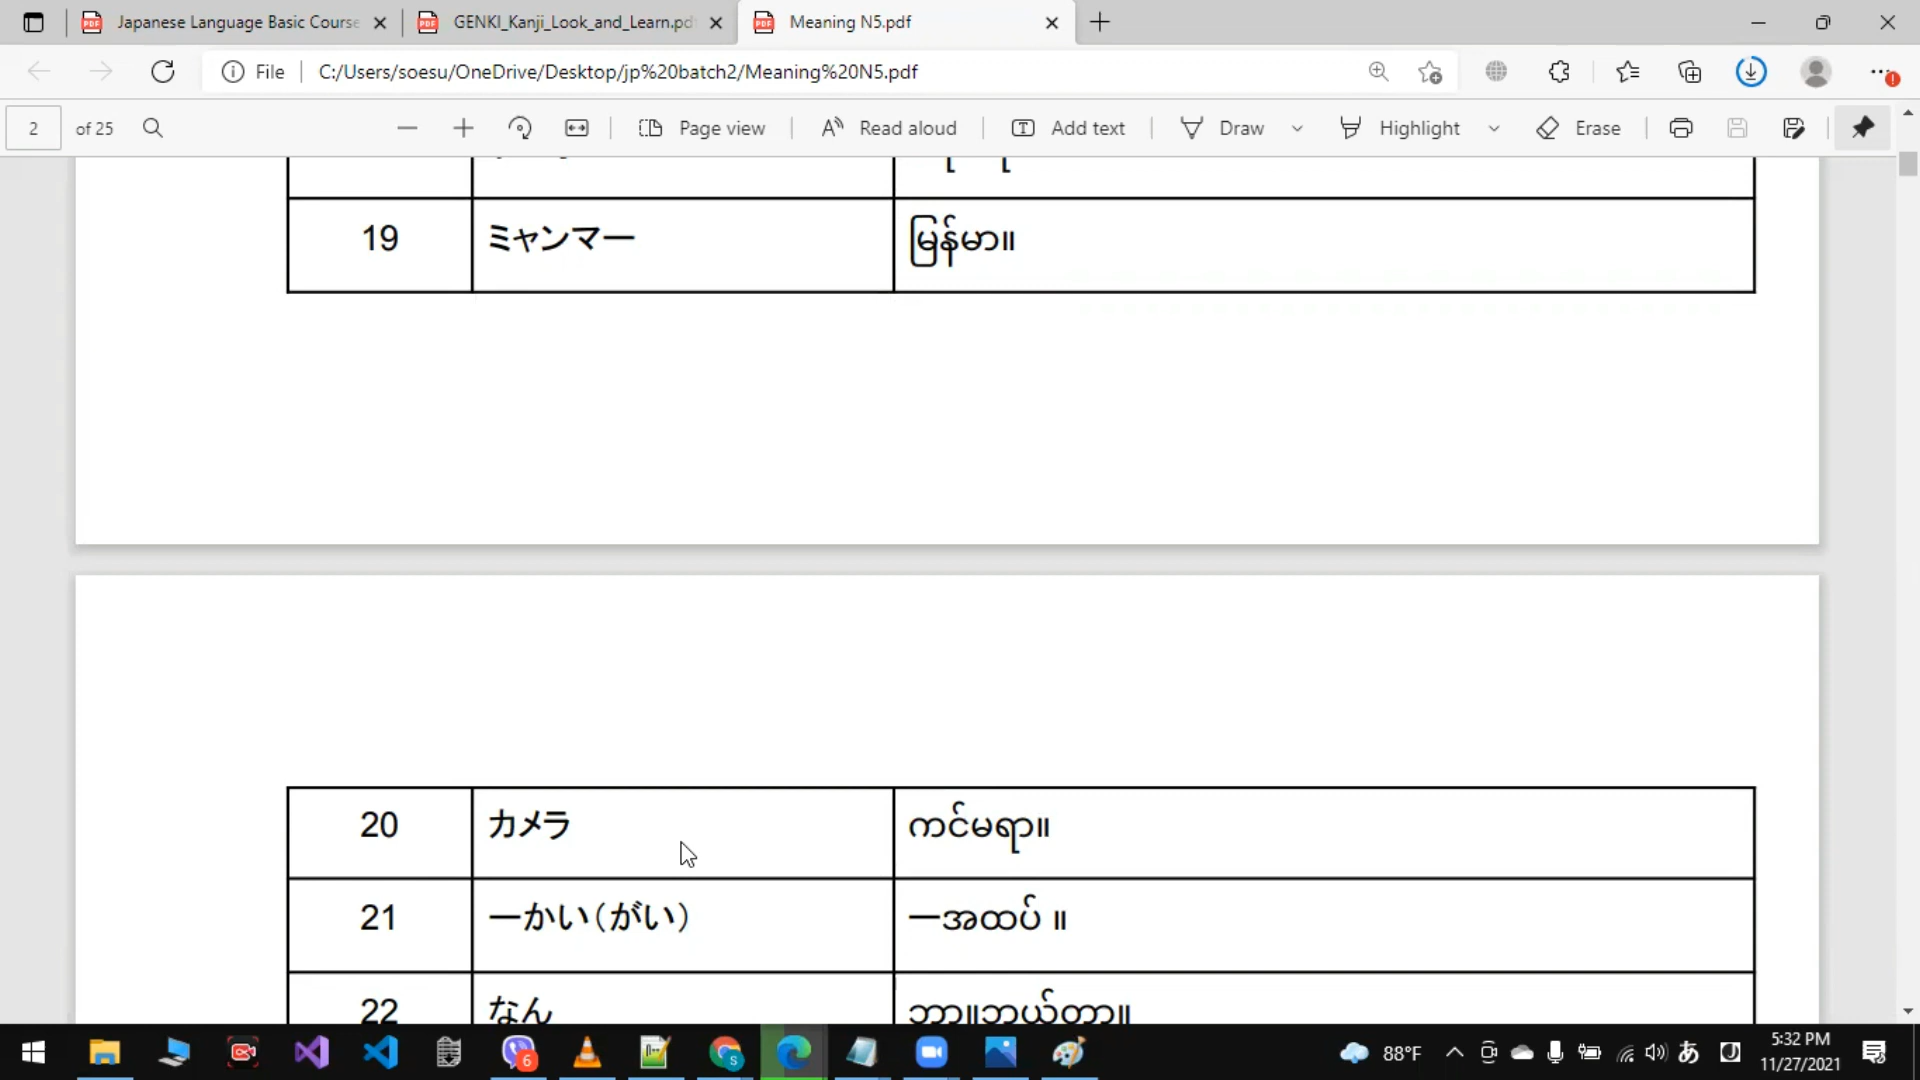 Japanese Language Basic Course
GENKI_Kanji_Look_and_Learn.pd
Meaning N5.pdf
File
C:/Users/soesu/OneDrive/Desktop/jp%20batch2/Meaning%20N5.pdf
2 of 25
Page view
Read aloud
Add text
Draw
Highlight
Erase
19 ミャンマー မြန်မာ။
20 カメラ ကင်မရာ။
21 ーかい(がい) ーအထပ် ။
22 なん ဘာ။ဘယ်တာ။
6
88°F
あ
5:32 PM
11/27/2021